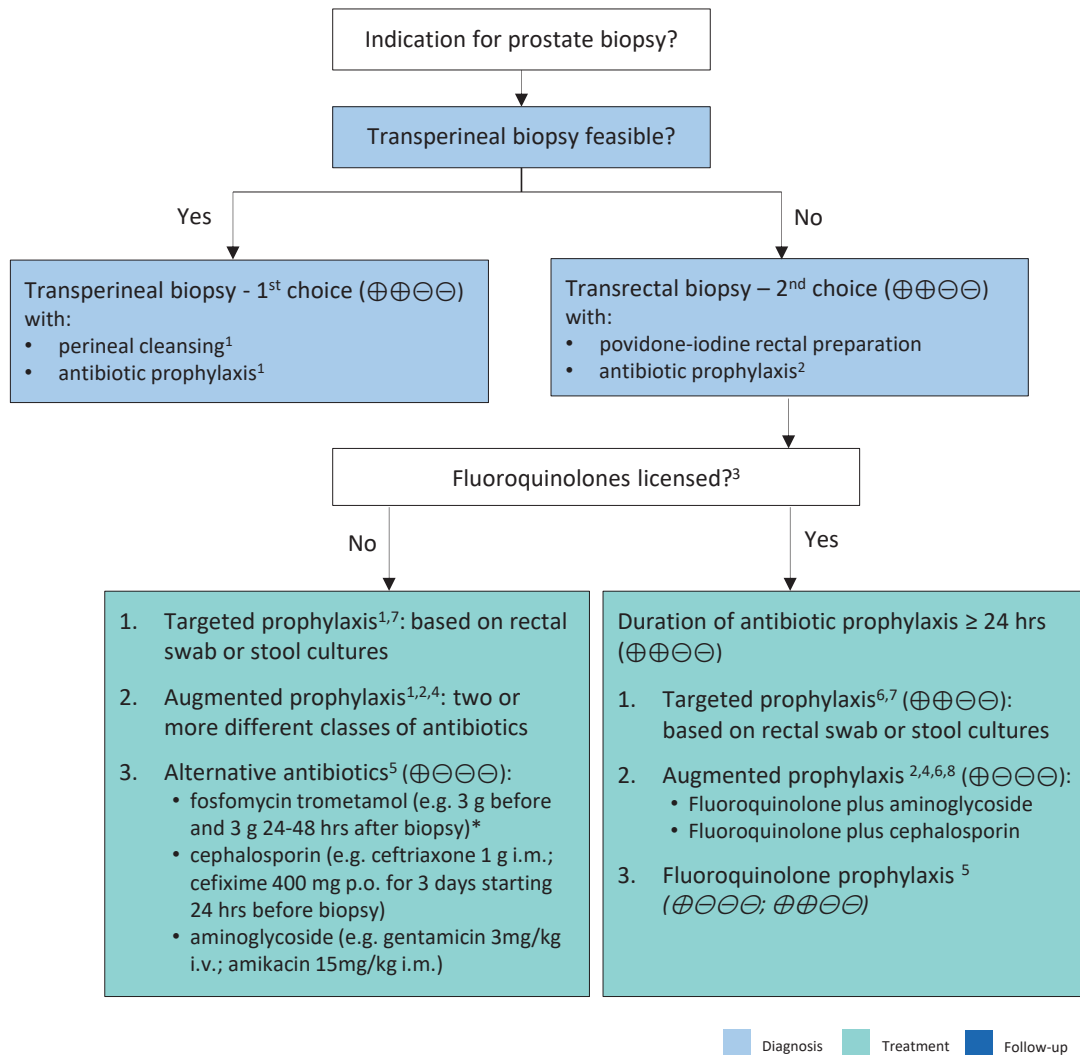 Indication for prostate biopsy?
Transperineal biopsy feasible?
Yes
No
Transperineal biopsy - 1st choice (⊕⊕⊖⊖)
with:
• perineal cleansing1
• antibiotic prophylaxis1
Transrectal biopsy – 2nd choice (⊕⊕⊖⊖)
with:
• povidone-iodine rectal preparation
• antibiotic prophylaxis2
Fluoroquinolones licensed?3
No
Yes
1. Targeted prophylaxis1,7: based on rectal
swab or stool cultures
2. Augmented prophylaxis1,2,4: two or
more different classes of antibiotics
3. Alternative antibiotics5 (⊕⊖⊖⊖):
• fosfomycin trometamol (e.g. 3 g before
and 3 g 24-48 hrs after biopsy)*
• cephalosporin (e.g. ceftriaxone 1 g i.m.;
cefixime 400 mg p.o. for 3 days starting
24 hrs before biopsy)
• aminoglycoside (e.g. gentamicin 3mg/kg
i.v.; amikacin 15mg/kg i.m.)
Duration of antibiotic prophylaxis ≥ 24 hrs
(⊕⊕⊖⊖)
1. Targeted prophylaxis6,7 (⊕⊕⊖⊖):
based on rectal swab or stool cultures
2. Augmented prophylaxis 2,4,6,8 (⊕⊖⊖⊖):
• Fluoroquinolone plus aminoglycoside
• Fluoroquinolone plus cephalosporin
3. Fluoroquinolone prophylaxis 5
(⊕⊖⊖⊖; ⊕⊕⊖⊖)
Diagnosis
Treatment
Follow-up